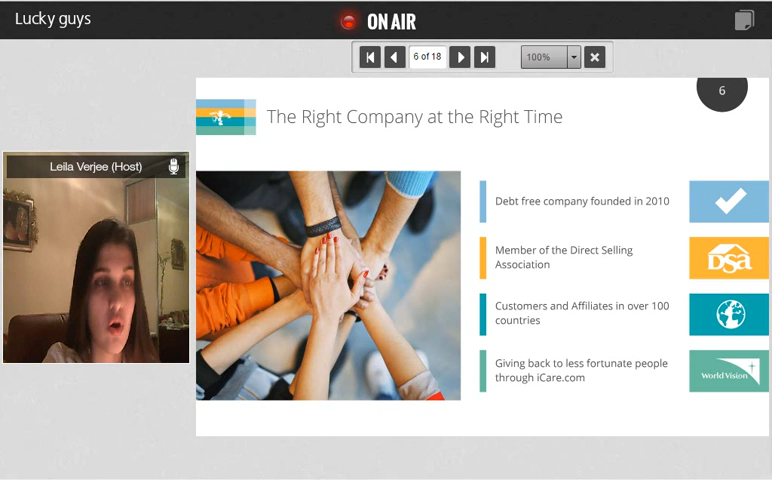 Lucky guys
ON AIR
6 of 18
100%
6
The Right Company at the Right Time
Leila Verjee (Host)
Debt free company founded in 2010
Member of the Direct Selling
Association
DSa
Customers and Affiliates in over 100
countries
Giving back to less fortunate people
through iCare.com
World Vision